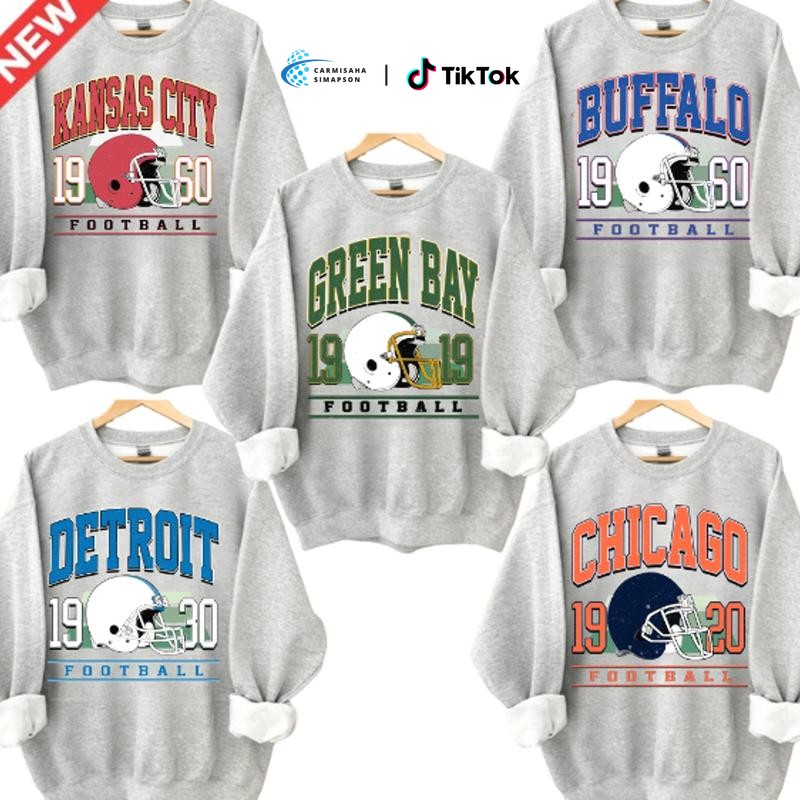 NEW
CARMISAHA
SIMAPSON
| TikTok
KANSAS CITY
19 60
FOOTBALL
BUFFALO
19 60
FOOTBALL
GREEN BAY
19 19
FOOTBALL
DETROIT
19 30
FOOTBALL
CHICAGO
19 20
FOOTBALL